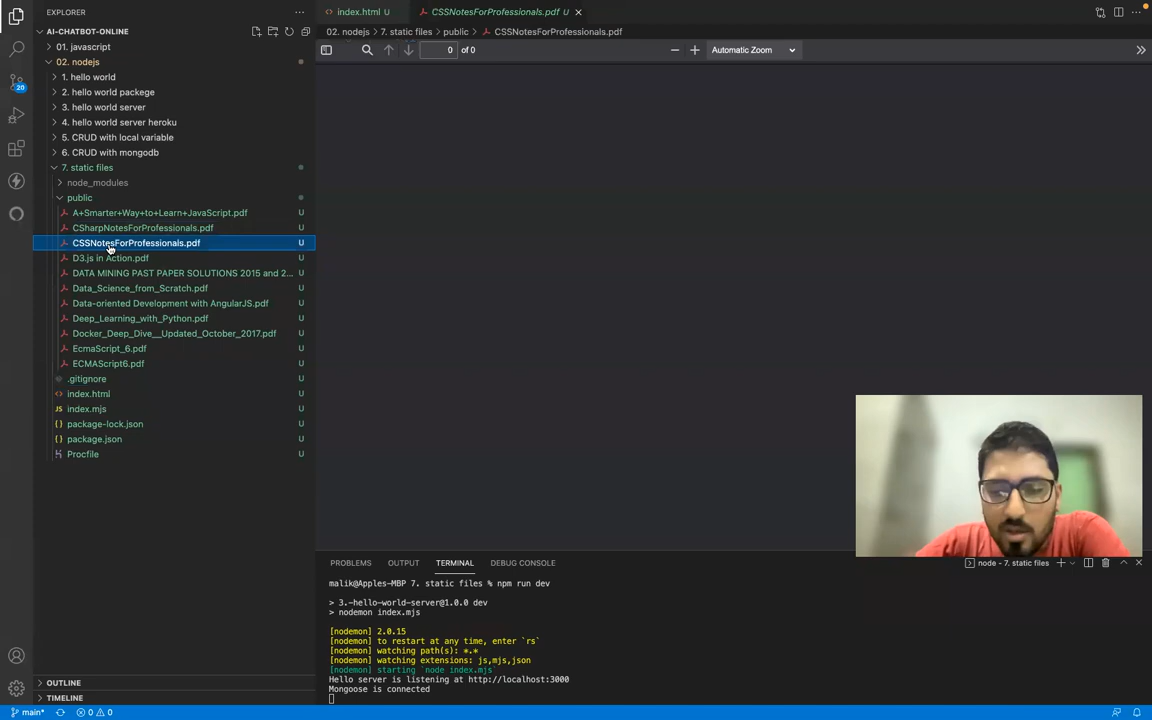 EXPLORER
AI-CHATBOT-ONLINE
01. javascript
02. nodejs
1. hello world
2. hello world packege
3. hello world server
4. hello world server heroku
5. CRUD with local variable
6. CRUD with mongodb
7. static files
node_modules
public
A+Smarter+Way+to+Learn+JavaScript.pdf U
CSharpNotesForProfessionals.pdf U
CSSNotesForProfessionals.pdf U
D3.js in Action.pdf U
DATA MINING PAST PAPER SOLUTIONS 2015 and 2... U
Data_Science_from_Scratch.pdf U
Data-oriented Development with AngularJS.pdf U
Deep_Learning_with_Python.pdf U
Docker_Deep_Dive__Updated_October_2017.pdf U
EcmaScript_6.pdf U
ECMAScript6.pdf U
.gitignore U
index.html U
JS index.mjs U
package-lock.json U
package.json U
Procfile U
OUTLINE
TIMELINE
20
index.html U
CSSNotesForProfessionals.pdf U
02. nodejs > 7. static files > public > CSSNotesForProfessionals.pdf
0 of 0
Automatic Zoom
PROBLEMS OUTPUT TERMINAL DEBUG CONSOLE
node - 7. static files
malik@Apples-MBP 7. static files % npm run dev
> 3.-hello-world-server@1.0.0 dev
> nodemon index.mjs
[nodemon] 2.0.15
[nodemon] to restart at any time, enter `rs`
[nodemon] watching path(s): *.*
[nodemon] watching extensions: js,mjs,json
[nodemon] starting `node index.mjs`
Hello server is listening at http://localhost:3000
Mongoose is connected
main* 0 0